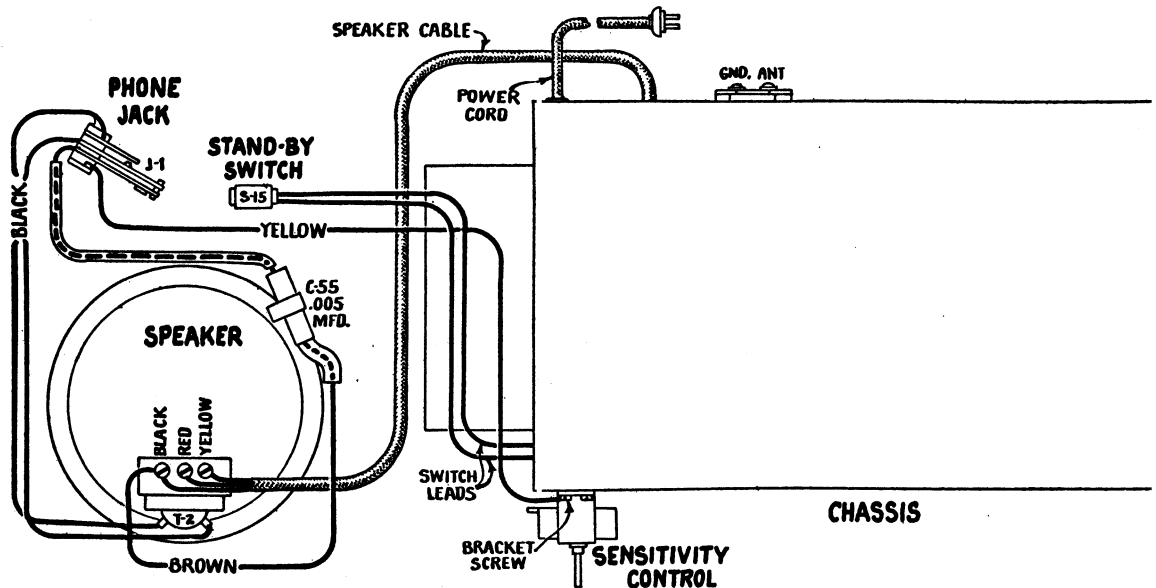 SPEAKER CABLE
GND. ANT
PHONE
JACK
POWER
CORD
J-1
STAND-BY
SWITCH
S-15
BLACK
YELLOW
C-55
.005
MFD.
SPEAKER
BLACK
RED
YELLOW
SWITCH
LEADS
T-2
CHASSIS
BRACKET
SCREW
SENSITIVITY
CONTROL
BROWN